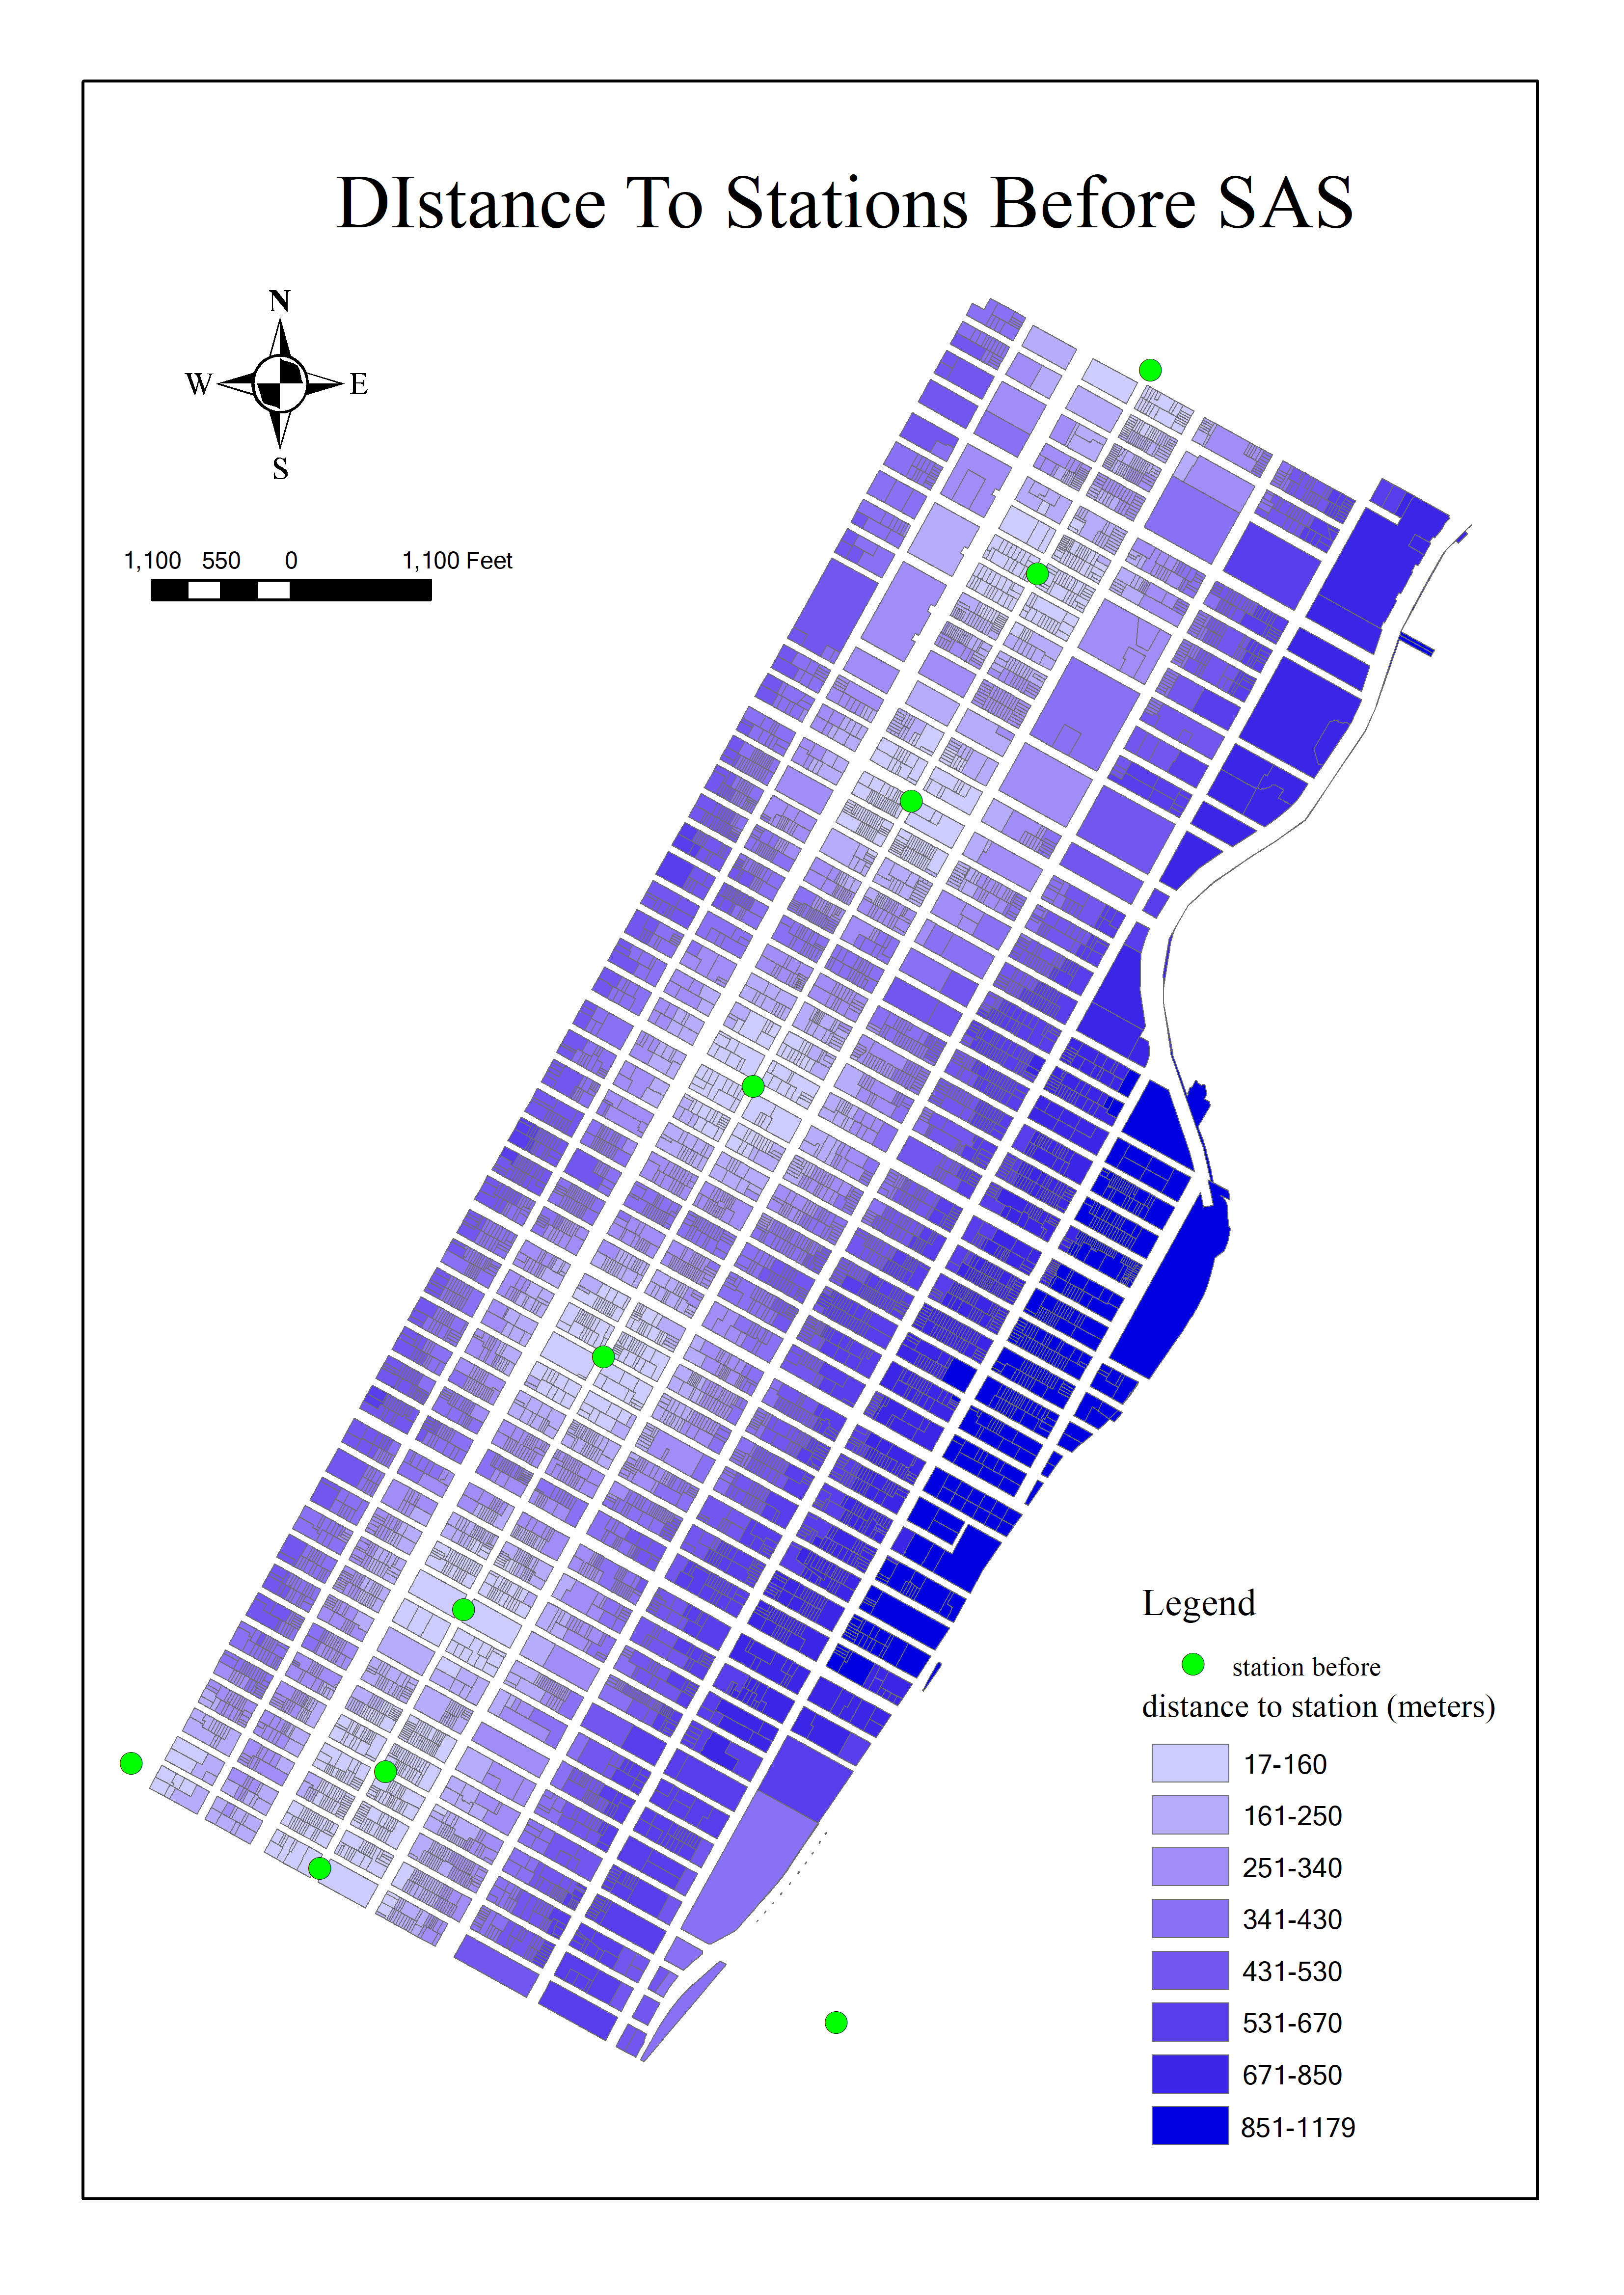 DIstance To Stations Before SAS
N
W E
S
1,100 550 0 1,100 Feet
Legend
station before
distance to station (meters)
17-160
161-250
251-340
341-430
431-530
531-670
671-850
851-1179